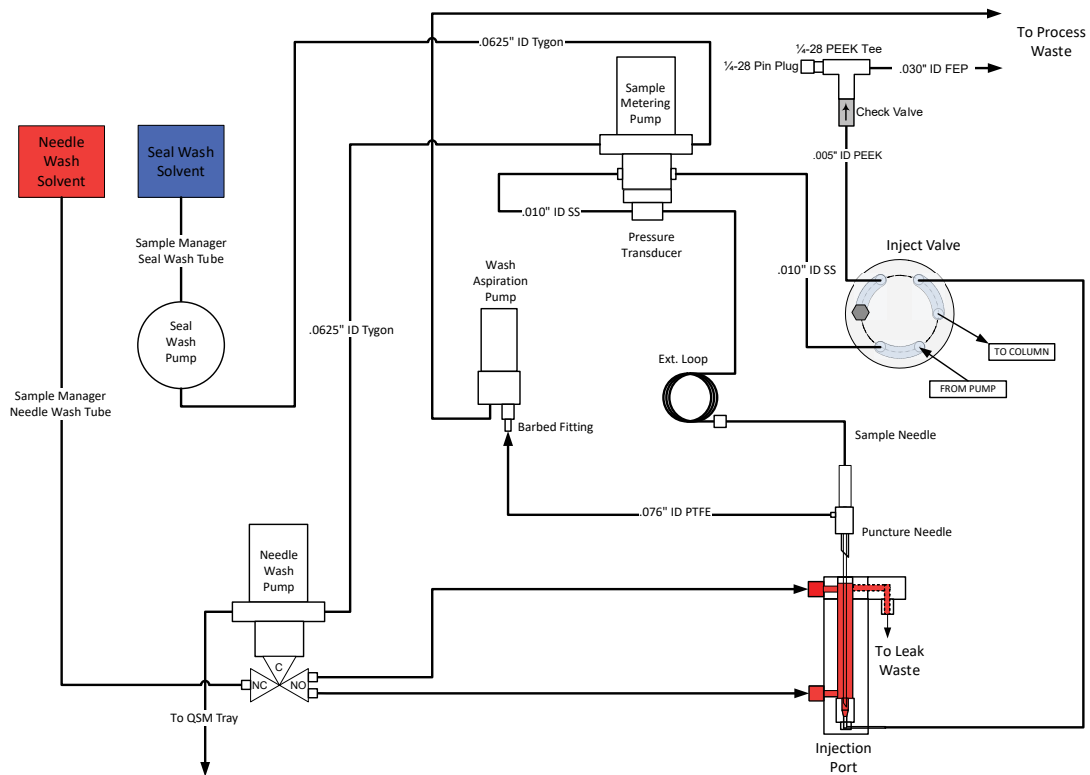 .0625" ID Tygon
To Process
Waste
¼-28 PEEK Tee
¼-28 Pin Plug
.030" ID FEP
Sample
Metering
Pump
Check Valve
Needle
Wash
Solvent
Seal Wash
Solvent
.005" ID PEEK
.010" ID SS
Sample Manager
Seal Wash Tube
Pressure
Transducer
Inject Valve
Wash
Aspiration
Pump
.010" ID SS
Seal
Wash
Pump
.0625" ID Tygon
TO COLUMN
Ext. Loop
FROM PUMP
Sample Manager
Needle Wash Tube
Barbed Fitting
Sample Needle
.076" ID PTFE
Puncture Needle
Needle
Wash
Pump
To Leak
Waste
C
NC
NO
To QSM Tray
Injection
Port